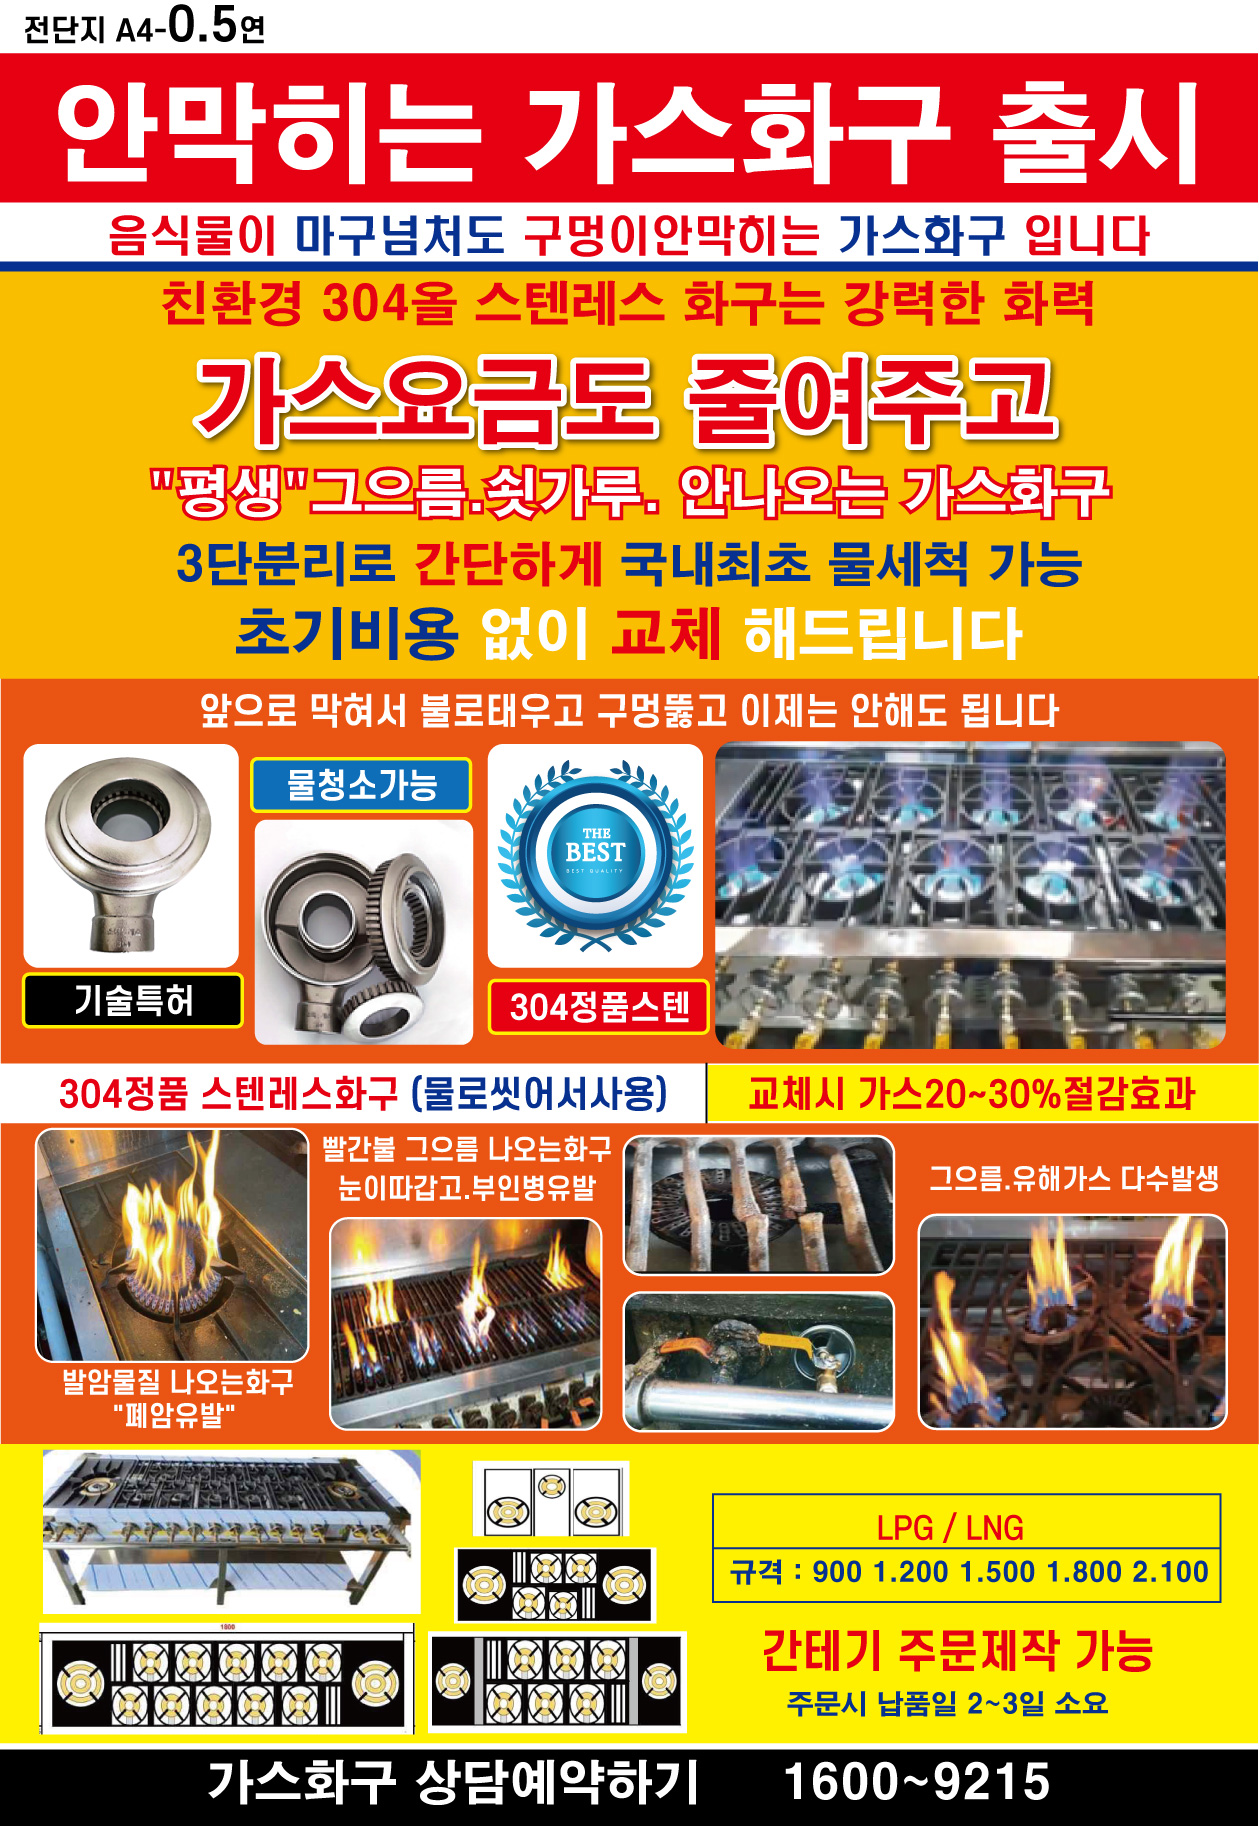 전단지 A4-0.5연
안막히는 가스화구 출시
음식물이 마구넘쳐도 구멍이안막히는 가스화구 입니다
친환경 304올 스텐레스 화구는 강력한 화력
가스요금도 줄여주고
"평생"그으름.쇳가루. 안나오는 가스화구
3단분리로 간단하게 국내최초 물세척 가능
초기비용 없이 교체 해드립니다
앞으로 막혀서 불로태우고 구멍뚫고 이제는 안해도 됩니다
물청소가능
THE
BEST
BEST QUALITY
기술특허
304정품스텐
304정품 스텐레스화구 (물로씻어서사용)
교체시 가스20~30%절감효과
빨간불 그으름 나오는화구
눈이따갑고.부인병유발
그으름.유해가스 다수발생
발암물질 나오는화구
"폐암유발"
LPG / LNG
규격 : 900 1.200 1.500 1.800 2.100
1800
간테기 주문제작 가능
주문시 납품일 2~3일 소요
가스화구 상담예약하기 1600~9215